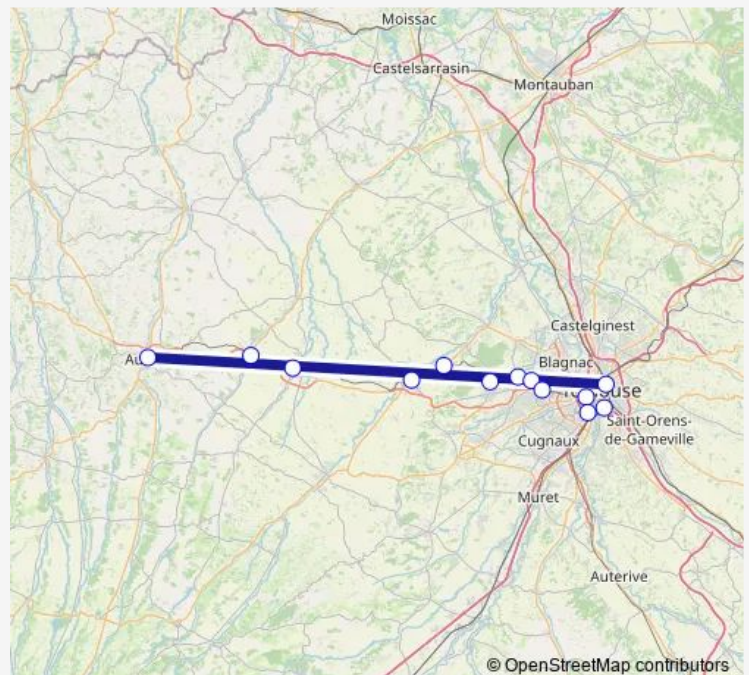 Moissac
Castelsarrasin
Montauban
Castelginest
Blagnac
Saint-Orens-
de-Gameville
Cugnaux
Muret
Auterive
© OpenStreetMap contributors